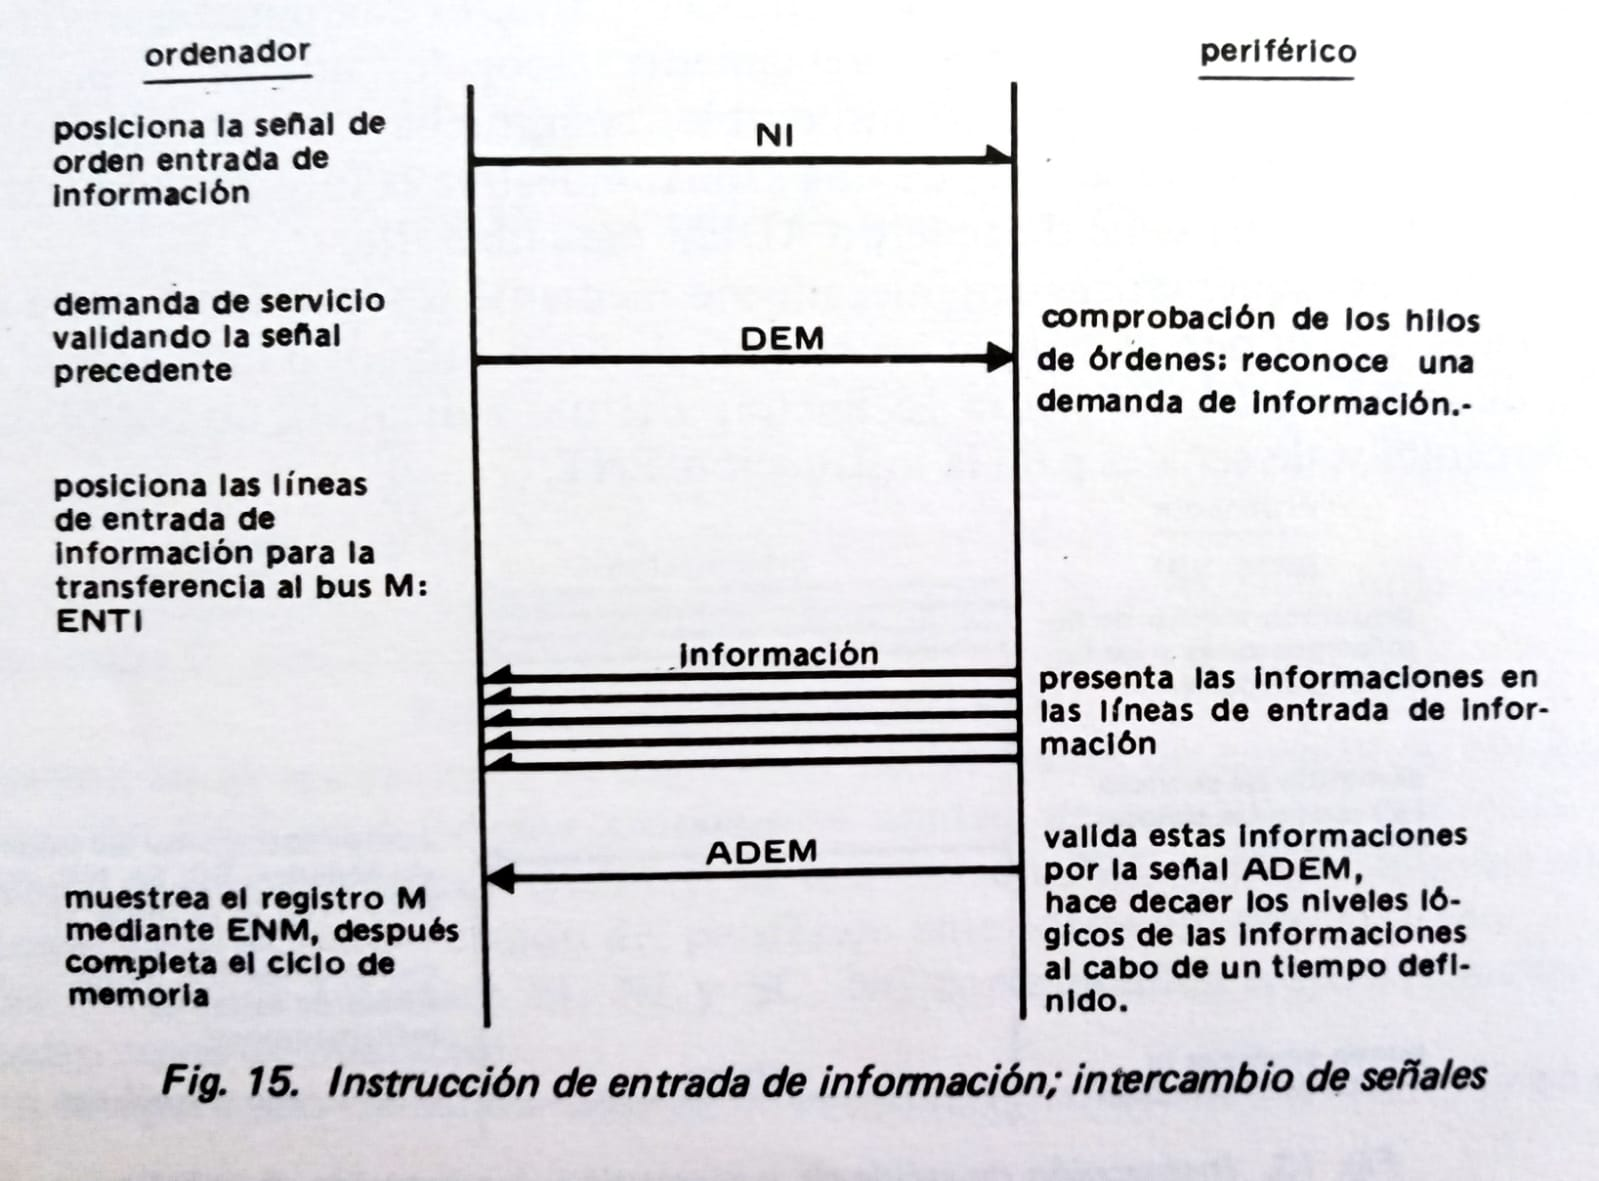 ordenador
periférico
posiciona la señal de
orden entrada de
información
NI
demanda de servicio
validando la señal
precedente
DEM
comprobación de los hilos
de órdenes: reconoce una
demanda de información.-
posiciona las líneas
de entrada de
información para la
transferencia al bus M:
ENTI
información
presenta las informaciones en
las líneas de entrada de infor-
mación
ADEM
valida estas informaciones
por la señal ADEM,
hace decaer los niveles ló-
gicos de las informaciones
al cabo de un tiempo defi-
nido.
muestrea el registro M
mediante ENM, después
completa el ciclo de
memoria
Fig. 15. Instrucción de entrada de información; intercambio de señales